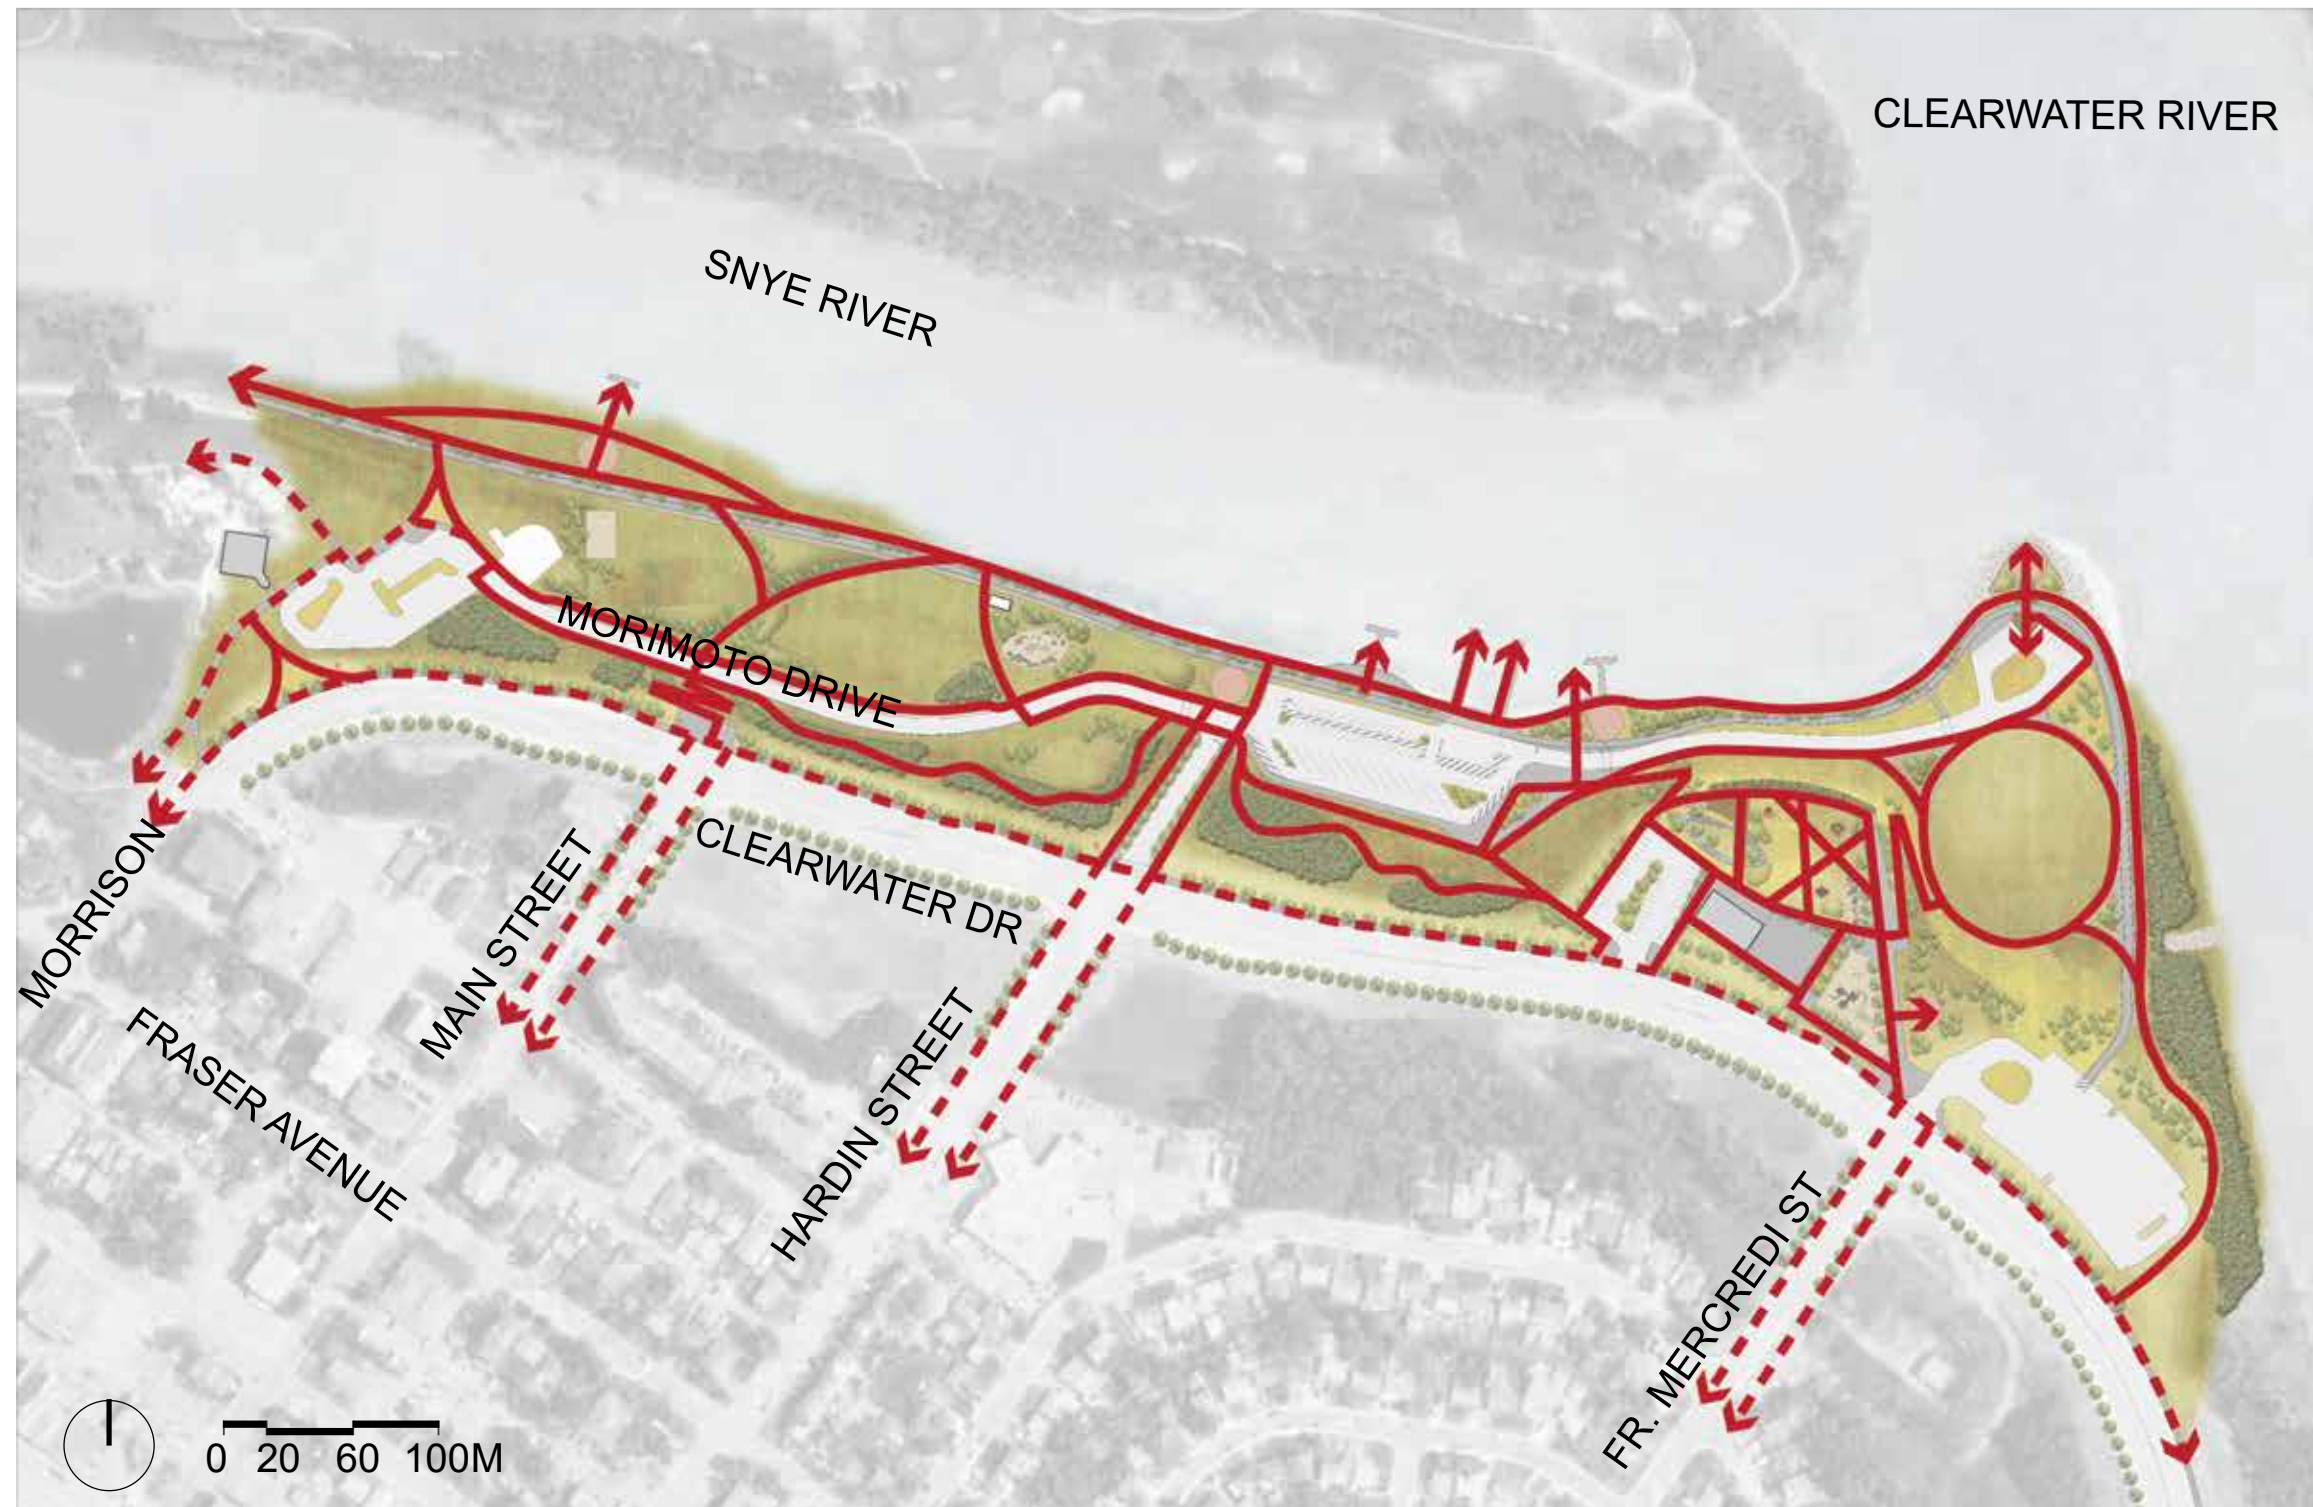 CLEARWATER RIVER
SNYE RIVER
MORIMOTO DRIVE
CLEARWATER DR
MORRISON
MAIN STREET
FRASER AVENUE
HARDIN STREET
FR. MERCREDI ST
0 20 60 100M